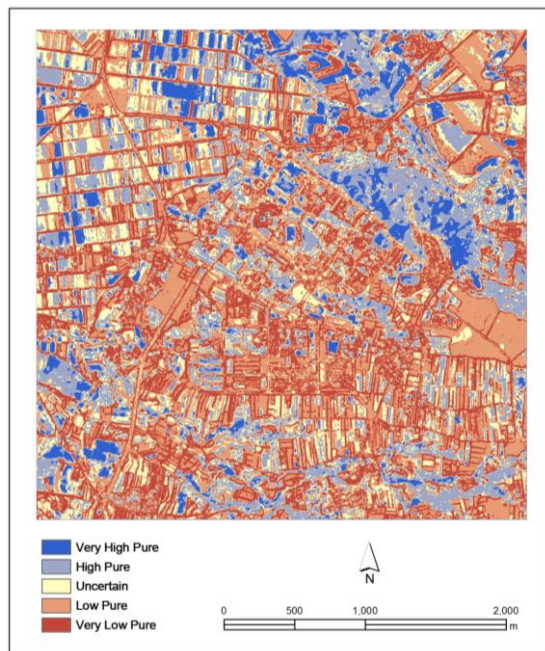 Very High Pure
High Pure
Uncertain
Low Pure
Very Low Pure
N
0 500 1,000 2,000
m